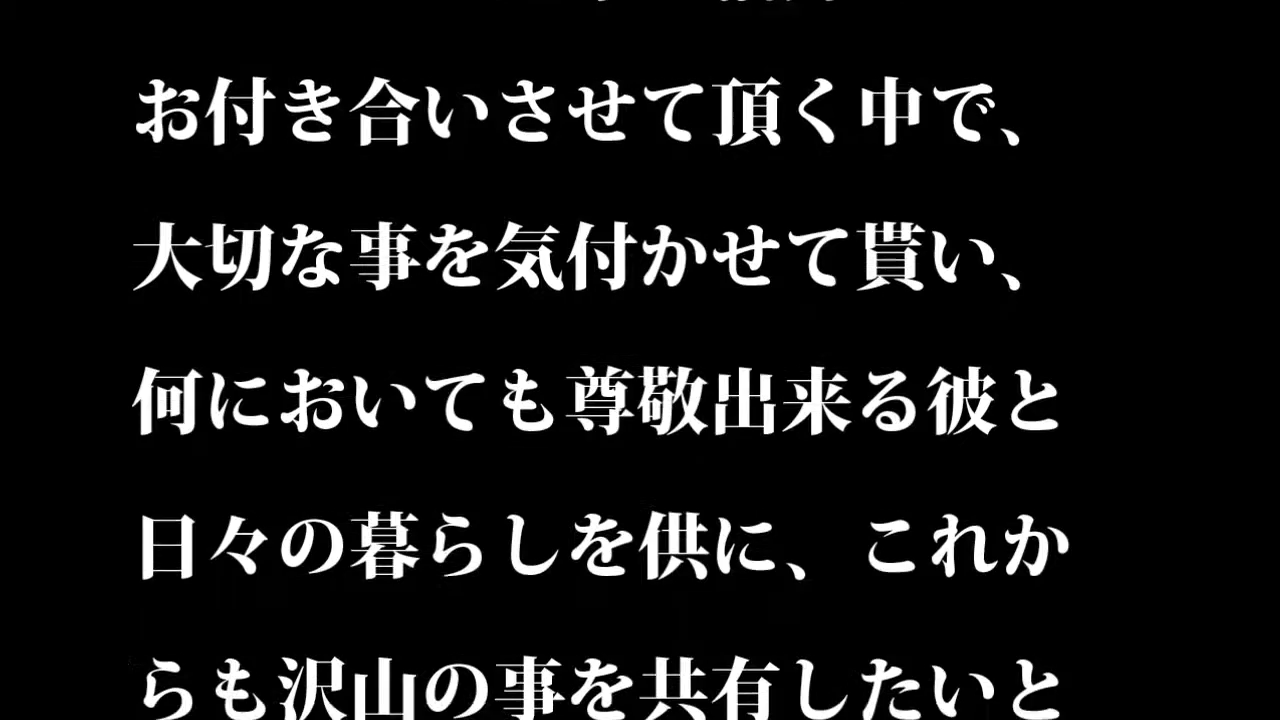 お付き合いさせて頂く中で、
大切な事を気付かせて貰い、
何においても尊敬出来る彼と
日々の暮らしを供に、これか
らも沢山の事を共有したいと